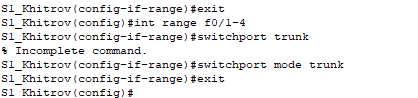 S1_Khitrov(config-if-range)#exit
S1_Khitrov(config)#int range f0/1-4
S1_Khitrov(config-if-range)#switchport trunk
% Incomplete command.
S1_Khitrov(config-if-range)#switchport mode trunk
S1_Khitrov(config-if-range)#exit
S1_Khitrov(config)#